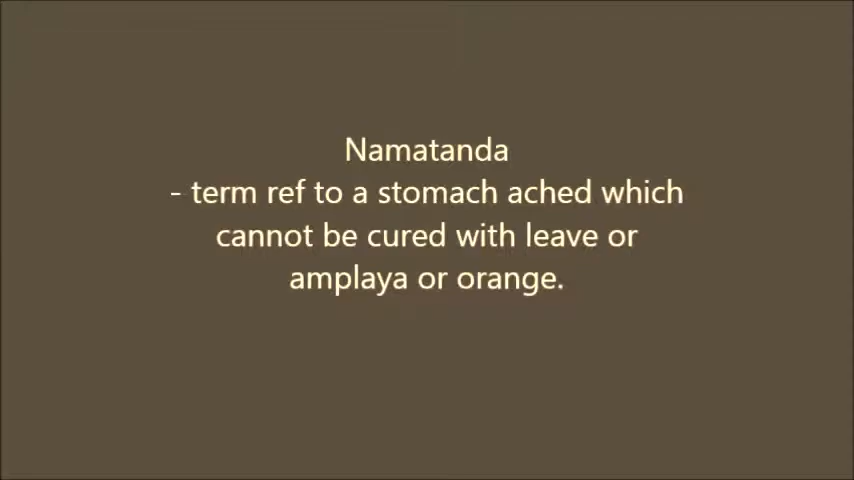 Namatanda
- term ref to a stomach ached which
cannot be cured with leave or
amplaya or orange.